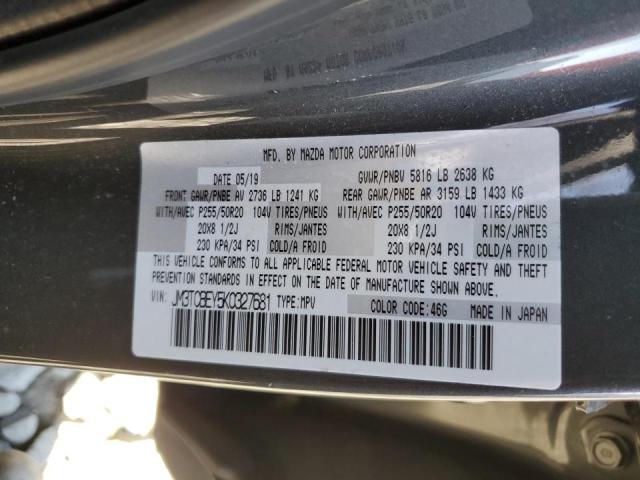 MFD. BY MAZDA MOTOR CORPORATION
DATE 05/19 GVWR/PNBV 5816 LB 2638 KG
FRONT GAWR/PNBE AV 2736 LB 1241 KG REAR GAWR/PNBE AR 3159 LB 1433 KG
WITH/AVEC P255/50R20 104V TIRES/PNEUS WITH/AVEC P255/50R20 104V TIRES/PNEUS
20X8 1/2J RIMS/JANTES 20X8 1/2J RIMS/JANTES
230 KPA/34 PSI COLD/A FROID 230 KPA/34 PSI COLD/A FROID
THIS VEHICLE CONFORMS TO ALL APPLICABLE FEDERAL MOTOR VEHICLE SAFETY AND THEFT
PREVENTION STANDARDS IN EFFECT ON THE DATE OF MANUFACTURE SHOWN ABOVE.
VIN: JM3TCBEY5K0327681 TYPE:MPV COLOR CODE:46G MADE IN JAPAN